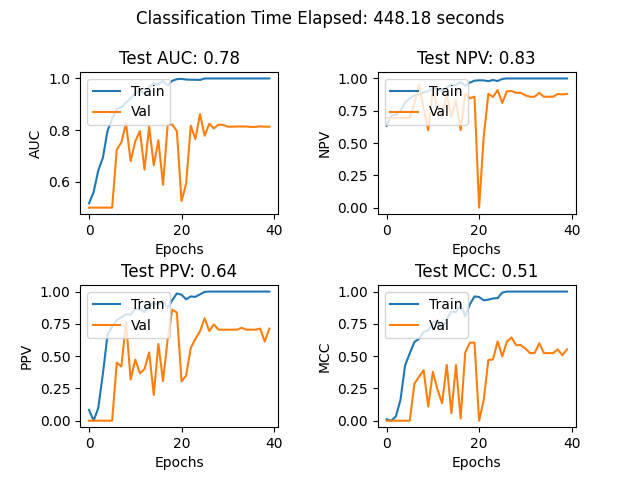 Classification Time Elapsed: 448.18 seconds
Test AUC: 0.78
1.0
0.8
0.6
AUC
Train
Val
0
20
40
Epochs
Test NPV: 0.83
1.00
0.75
0.50
0.25
0.00
NPV
Train
Val
0
20
40
Epochs
Test PPV: 0.64
1.00
0.75
0.50
0.25
0.00
PPV
Train
Val
0
20
40
Epochs
Test MCC: 0.51
1.00
0.75
0.50
0.25
0.00
MCC
Train
Val
0
20
40
Epochs